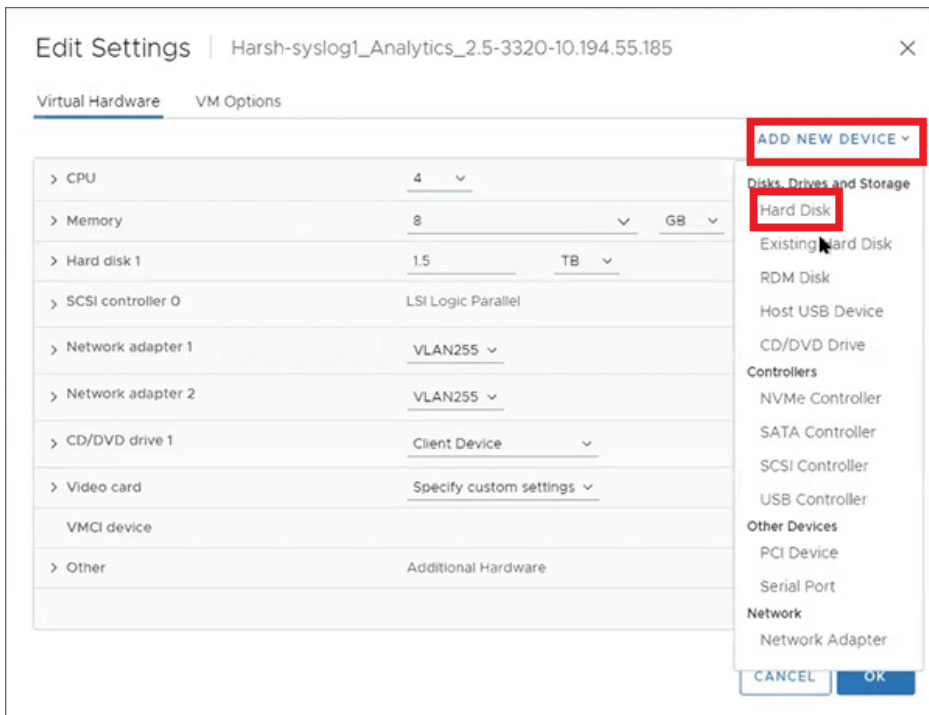 Edit Settings | Harsh-syslog1_Analytics_2.5-3320-10.194.55.185
Virtual Hardware VM Options
ADD NEW DEVICE
CPU 4
Memory 8 GB
Hard disk 1 1.5 TB
SCSI controller 0 LSI Logic Parallel
Network adapter 1 VLAN255
Network adapter 2 VLAN255
CD/DVD drive 1 Client Device
Video card Specify custom settings
VMCI device
Other Additional Hardware
Disks, Drives and Storage
Hard Disk
Existing Hard Disk
RDM Disk
Host USB Device
CD/DVD Drive
Controllers
NVMe Controller
SATA Controller
SCSI Controller
USB Controller
Other Devices
PCI Device
Serial Port
Network
Network Adapter
CANCEL OK